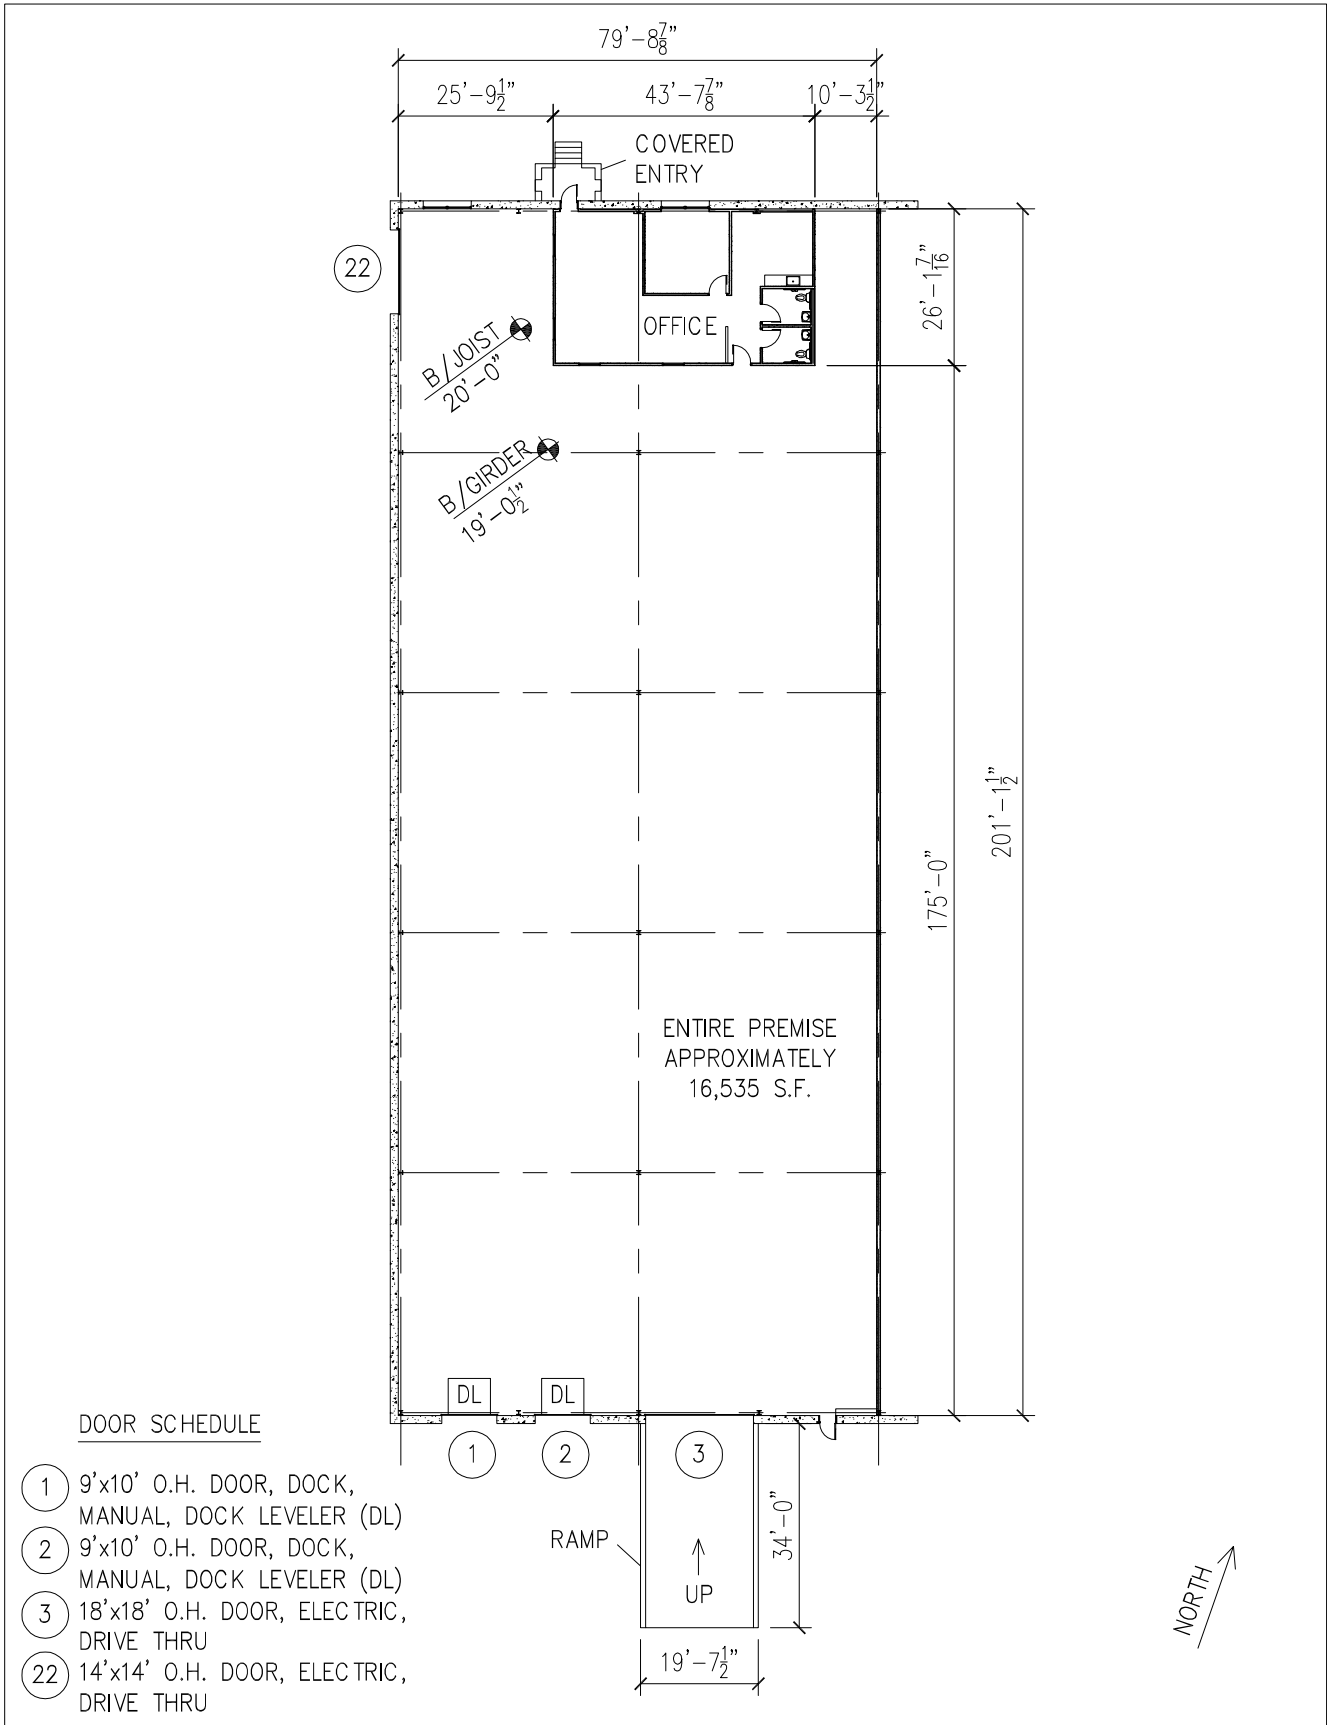 79'-8 7/8"
25'-9 1/2"
43'-7 7/8"
10'-3 1/2"
COVERED
ENTRY
22
26'-1 7/16"
OFFICE
B/JOIST
20'-0"
B/GIRDER
19'-0 1/2"
201'-1 1/2"
175'-0"
ENTIRE PREMISE
APPROXIMATELY
16,535 S.F.
DL
DL
1
2
3
34'-0"
RAMP
UP
19'-7 1/2"
NORTH
DOOR SCHEDULE
1 9'x10' O.H. DOOR, DOCK,
MANUAL, DOCK LEVELER (DL)
2 9'x10' O.H. DOOR, DOCK,
MANUAL, DOCK LEVELER (DL)
3 18'x18' O.H. DOOR, ELECTRIC,
DRIVE THRU
22 14'x14' O.H. DOOR, ELECTRIC,
DRIVE THRU